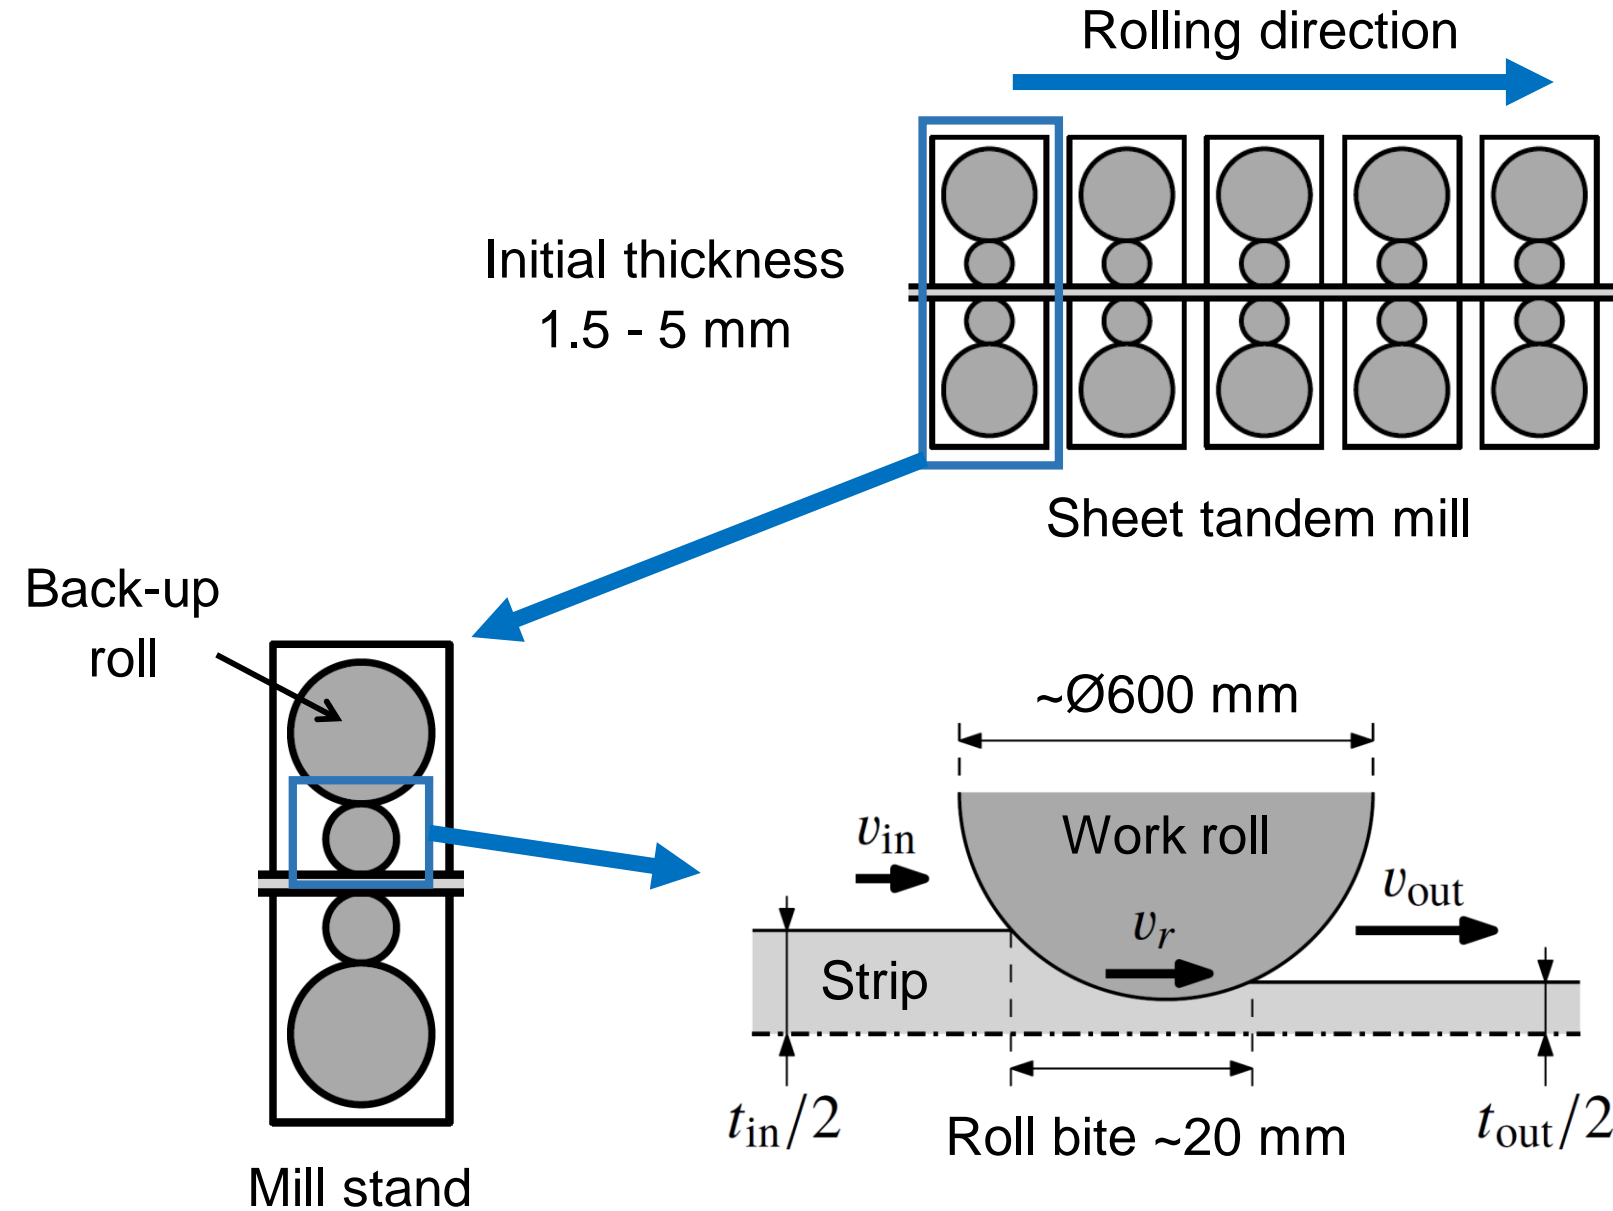 Rolling direction
Initial thickness
1.5 - 5 mm
Sheet tandem mill
Back-up
roll
Mill stand
~Ø600 mm
v_in
Work roll
v_out
v_r
Strip
t_in/2
Roll bite ~20 mm
t_out/2